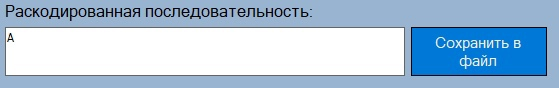 Раскодированная последовательность:
А
Сохранить в
файл